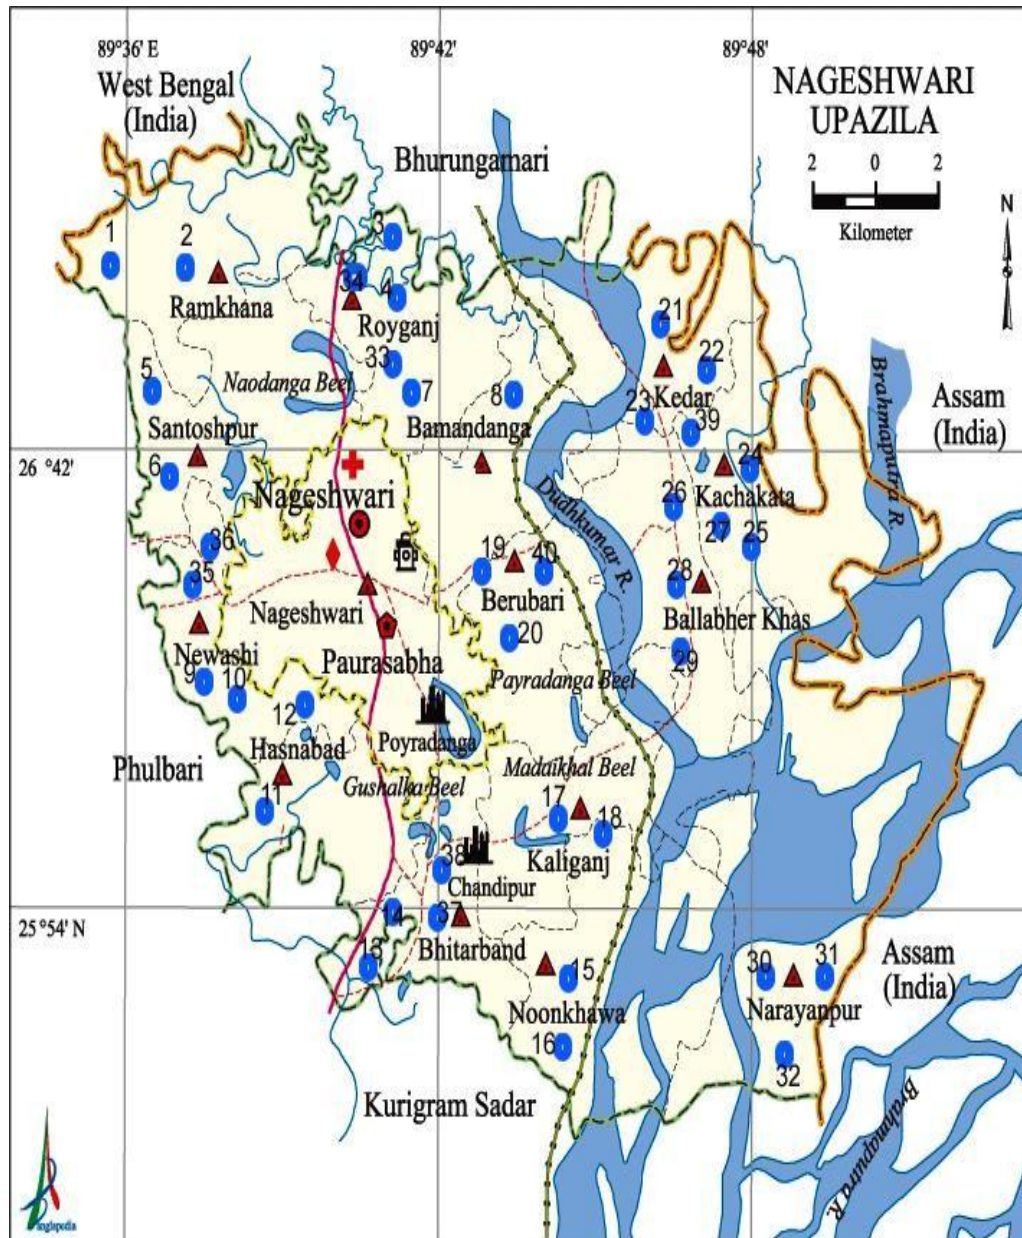 89°36' E
89°42'
89°48'
West Bengal
(India)
NAGESHWARI
UPAZILA
2 0 2
Kilometer
N
Bhurungamari
1
2
3
Ramkhana
34
4
Royganj
21
33
22
Kedar
5
Naodanga Beel
7
8
23
39
Brahmaputra R.
Assam
(India)
Santoshpur
Bamandanga
26 °42'
6
24
Nageshwari
Dudhkumar R.
Kachakata
26
27
25
36
35
19
40
28
Berubari
Nageshwari
Ballabher Khas
Newashi
Paurasabha
20
29
9
10
Payradanga Beel
12
Hasnabad
Poyradanga
Phulbari
Gushalka Beel
Madaikhal Beel
11
17
18
Kaliganj
38
Chandipur
25°54' N
14
37
Bhitarband
13
15
Noonkhawa
16
30
31
Narayanpur
32
Assam
(India)
Kurigram Sadar
Brahmaputra R.
anglapedia